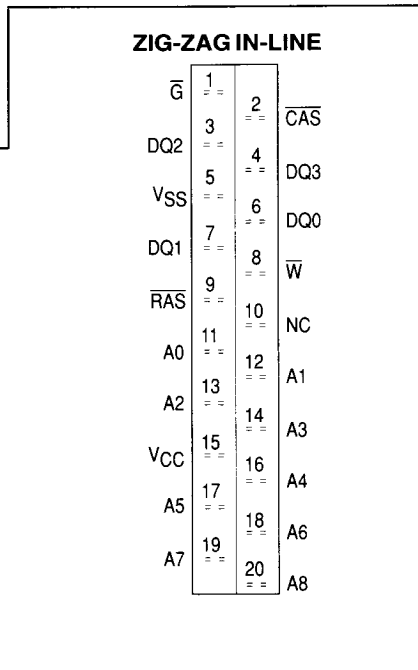 ZIG-ZAG IN-LINE
G̅ 1
2 C̅A̅S̅
DQ2 3
4 DQ3
VSS 5
6 DQ0
DQ1 7
8 W̅
R̅A̅S̅ 9
10 NC
A0 11
12 A1
A2 13
14 A3
VCC 15
16 A4
A5 17
18 A6
A7 19
20 A8